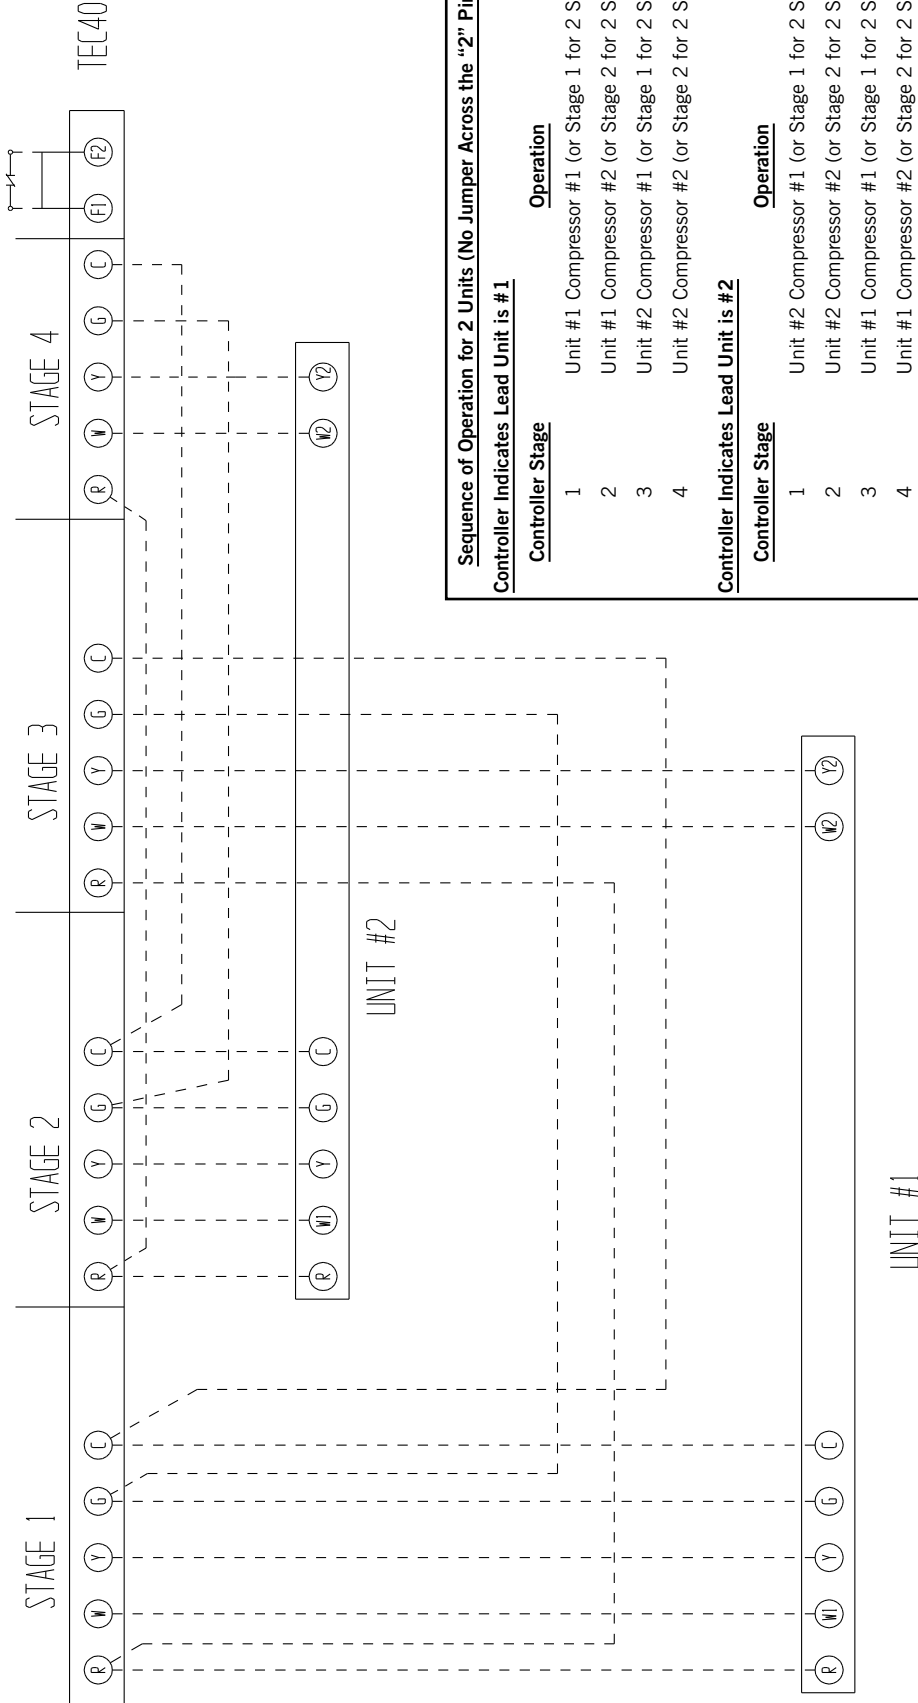 STAGE 1 STAGE 2 STAGE 3 STAGE 4
R W Y G C R W Y G C R W Y G C R W Y G C F1 F2 TEC40
R W1 Y G C W2 Y2
UNIT #2
Sequence of Operation for 2 Units (No Jumper Across the “2” Pi
Controller Indicates Lead Unit is #1
Controller Stage Operation
1 Unit #1 Compressor #1 (or Stage 1 for 2 S
2 Unit #1 Compressor #2 (or Stage 2 for 2 S
3 Unit #2 Compressor #1 (or Stage 1 for 2 S
4 Unit #2 Compressor #2 (or Stage 2 for 2 S
Controller Indicates Lead Unit is #2
Controller Stage Operation
1 Unit #2 Compressor #1 (or Stage 1 for 2 S
2 Unit #2 Compressor #2 (or Stage 2 for 2 S
3 Unit #1 Compressor #1 (or Stage 1 for 2 S
4 Unit #1 Compressor #2 (or Stage 2 for 2 S
R W1 Y G C W2 Y2
UNIT #1